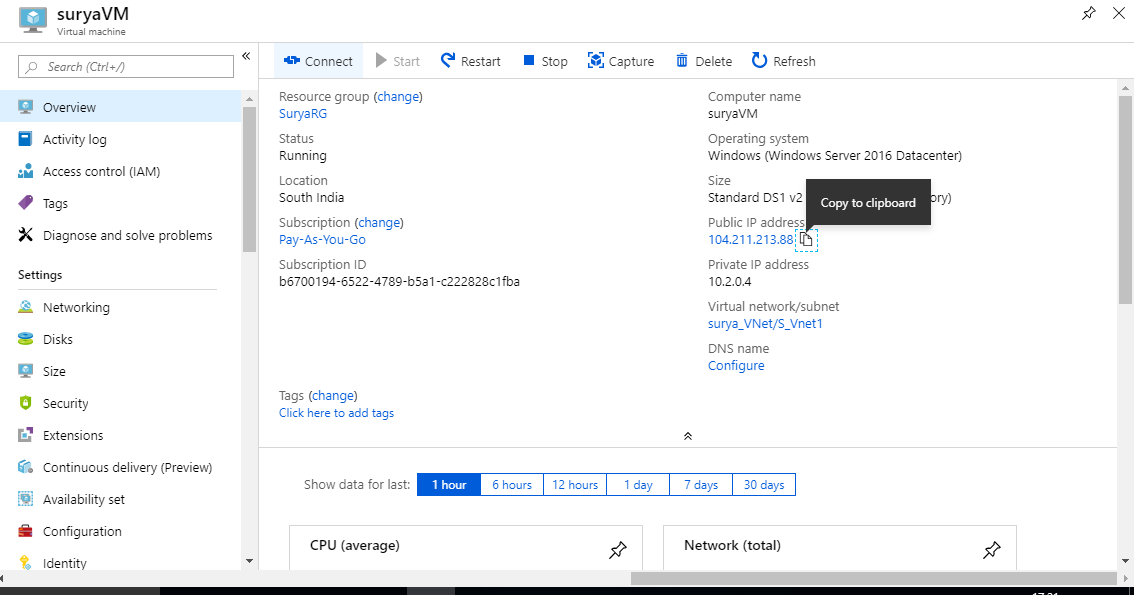 suryaVM
Virtual machine
Search (Ctrl+/)
«
Overview
Activity log
Access control (IAM)
Tags
Diagnose and solve problems
Settings
Networking
Disks
Size
Security
Extensions
Continuous delivery (Preview)
Availability set
Configuration
Identity
Connect
Start
Restart
Stop
Capture
Delete
Refresh
Resource group (change)
SuryaRG
Status
Running
Location
South India
Subscription (change)
Pay-As-You-Go
Subscription ID
b6700194-6522-4789-b5a1-c222828c1fba
Computer name
suryaVM
Operating system
Windows (Windows Server 2016 Datacenter)
Size
Standard DS1 v2
Copy to clipboard
Public IP address
104.211.213.88
Private IP address
10.2.0.4
Virtual network/subnet
surya_VNet/S_Vnet1
DNS name
Configure
Tags (change)
Click here to add tags
Show data for last:
1 hour
6 hours
12 hours
1 day
7 days
30 days
CPU (average)
Network (total)